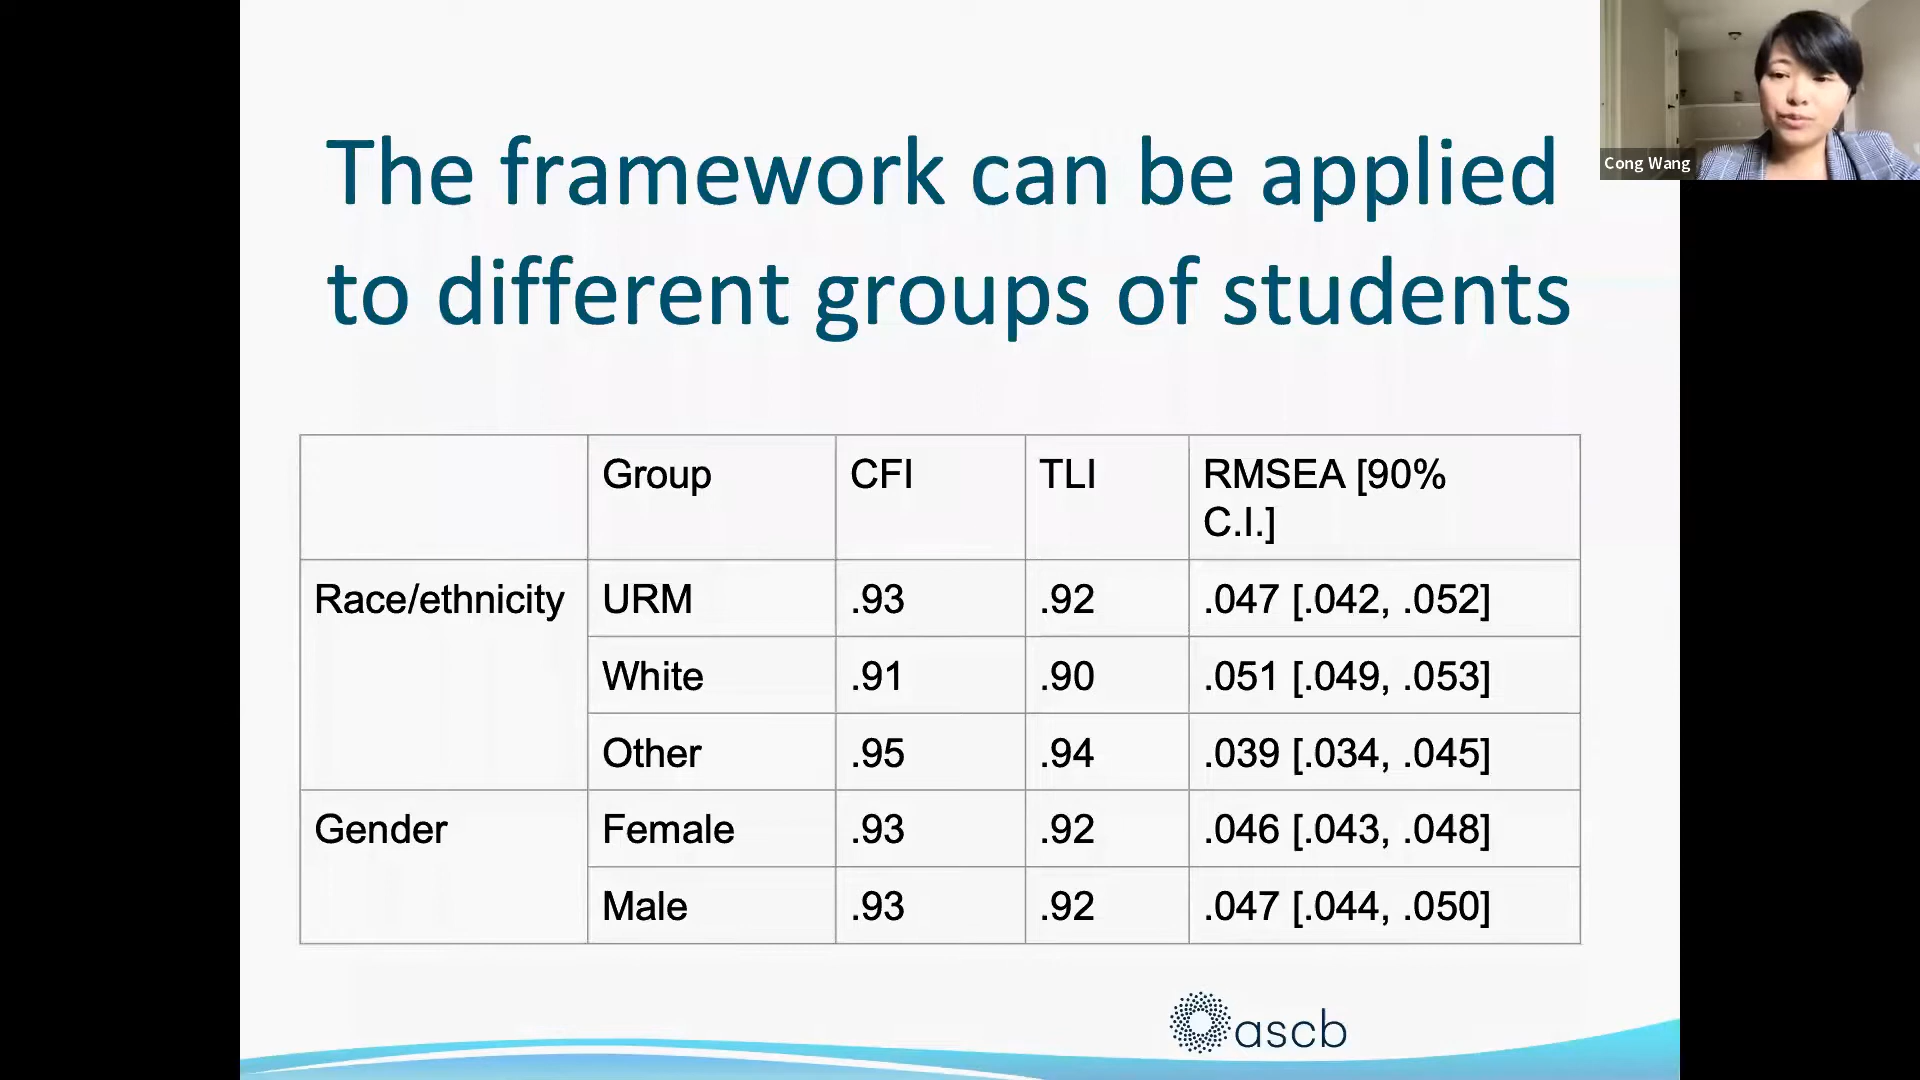 The framework can be applied
to different groups of students
Cong Wang
Group CFI TLI RMSEA [90%
C.I.]
Race/ethnicity URM .93 .92 .047 [.042, .052]
White .91 .90 .051 [.049, .053]
Other .95 .94 .039 [.034, .045]
Gender Female .93 .92 .046 [.043, .048]
Male .93 .92 .047 [.044, .050]
ascb